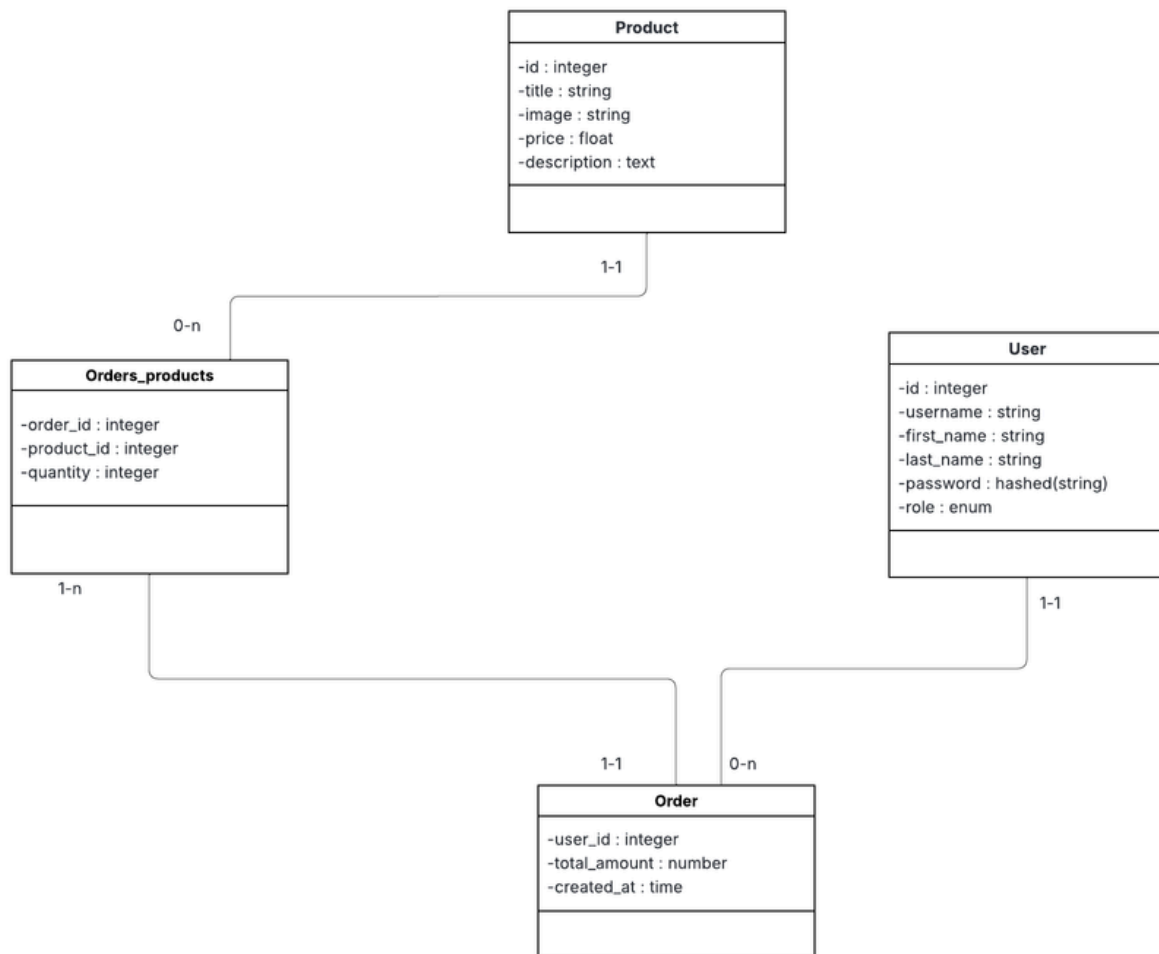 Product
-id : integer
-title : string
-image : string
-price : float
-description : text
1-1
0-n
Orders_products
-order_id : integer
-product_id : integer
-quantity : integer
1-n
User
-id : integer
-username : string
-first_name : string
-last_name : string
-password : hashed(string)
-role : enum
1-1
1-1
0-n
Order
-user_id : integer
-total_amount : number
-created_at : time